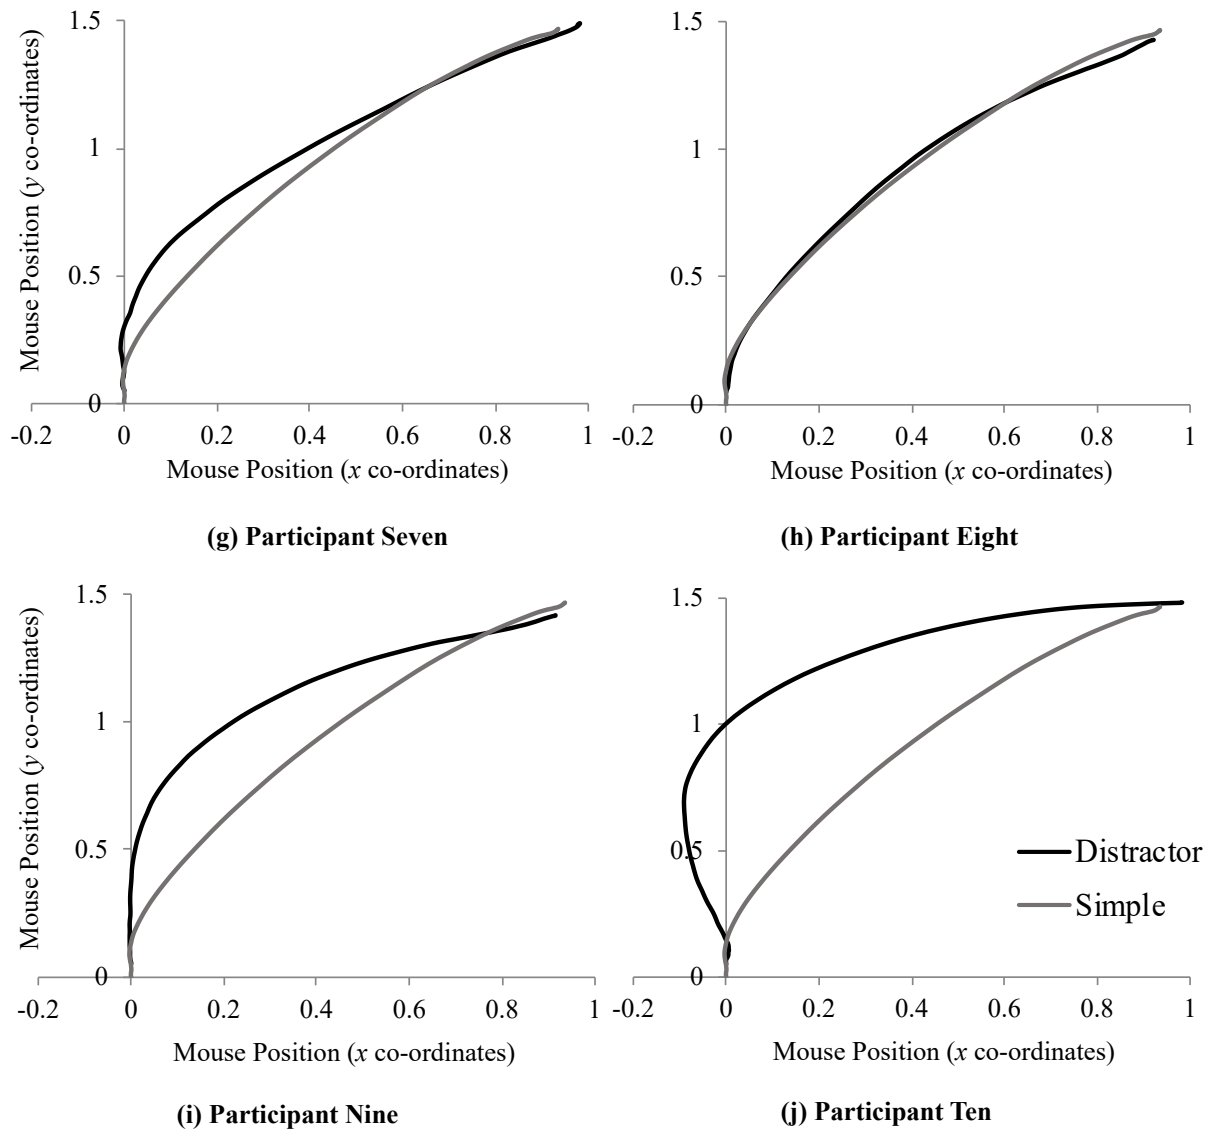 1.5
1
0.5
0
-0.2 0 0.2 0.4 0.6 0.8 1
Mouse Position (y co-ordinates)
Mouse Position (x co-ordinates)
(g) Participant Seven
1.5
1
0.5
0
-0.2 0 0.2 0.4 0.6 0.8 1
Mouse Position (x co-ordinates)
(h) Participant Eight
1.5
1
0.5
0
-0.2 0 0.2 0.4 0.6 0.8 1
Mouse Position (y co-ordinates)
Mouse Position (x co-ordinates)
(i) Participant Nine
1.5
1
0.5
0
-0.2 0 0.2 0.4 0.6 0.8 1
Distractor
Simple
Mouse Position (x co-ordinates)
(j) Participant Ten